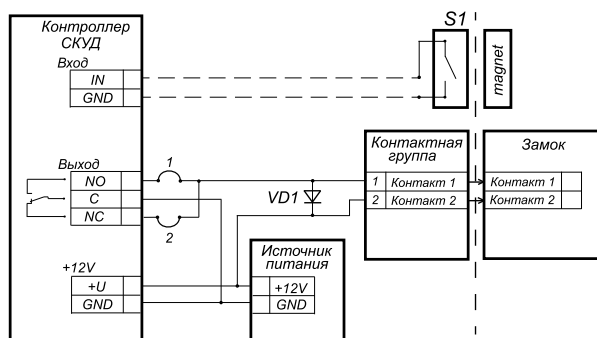 Контроллер
СКУД
Вход
IN
GND
S1
magnet
Выход
NO
C
NC
1
2
VD1
Контактная
группа
1 Контакт 1
2 Контакт 2
Замок
Контакт 1
Контакт 2
+12V
+U
GND
Источник
питания
+12V
GND